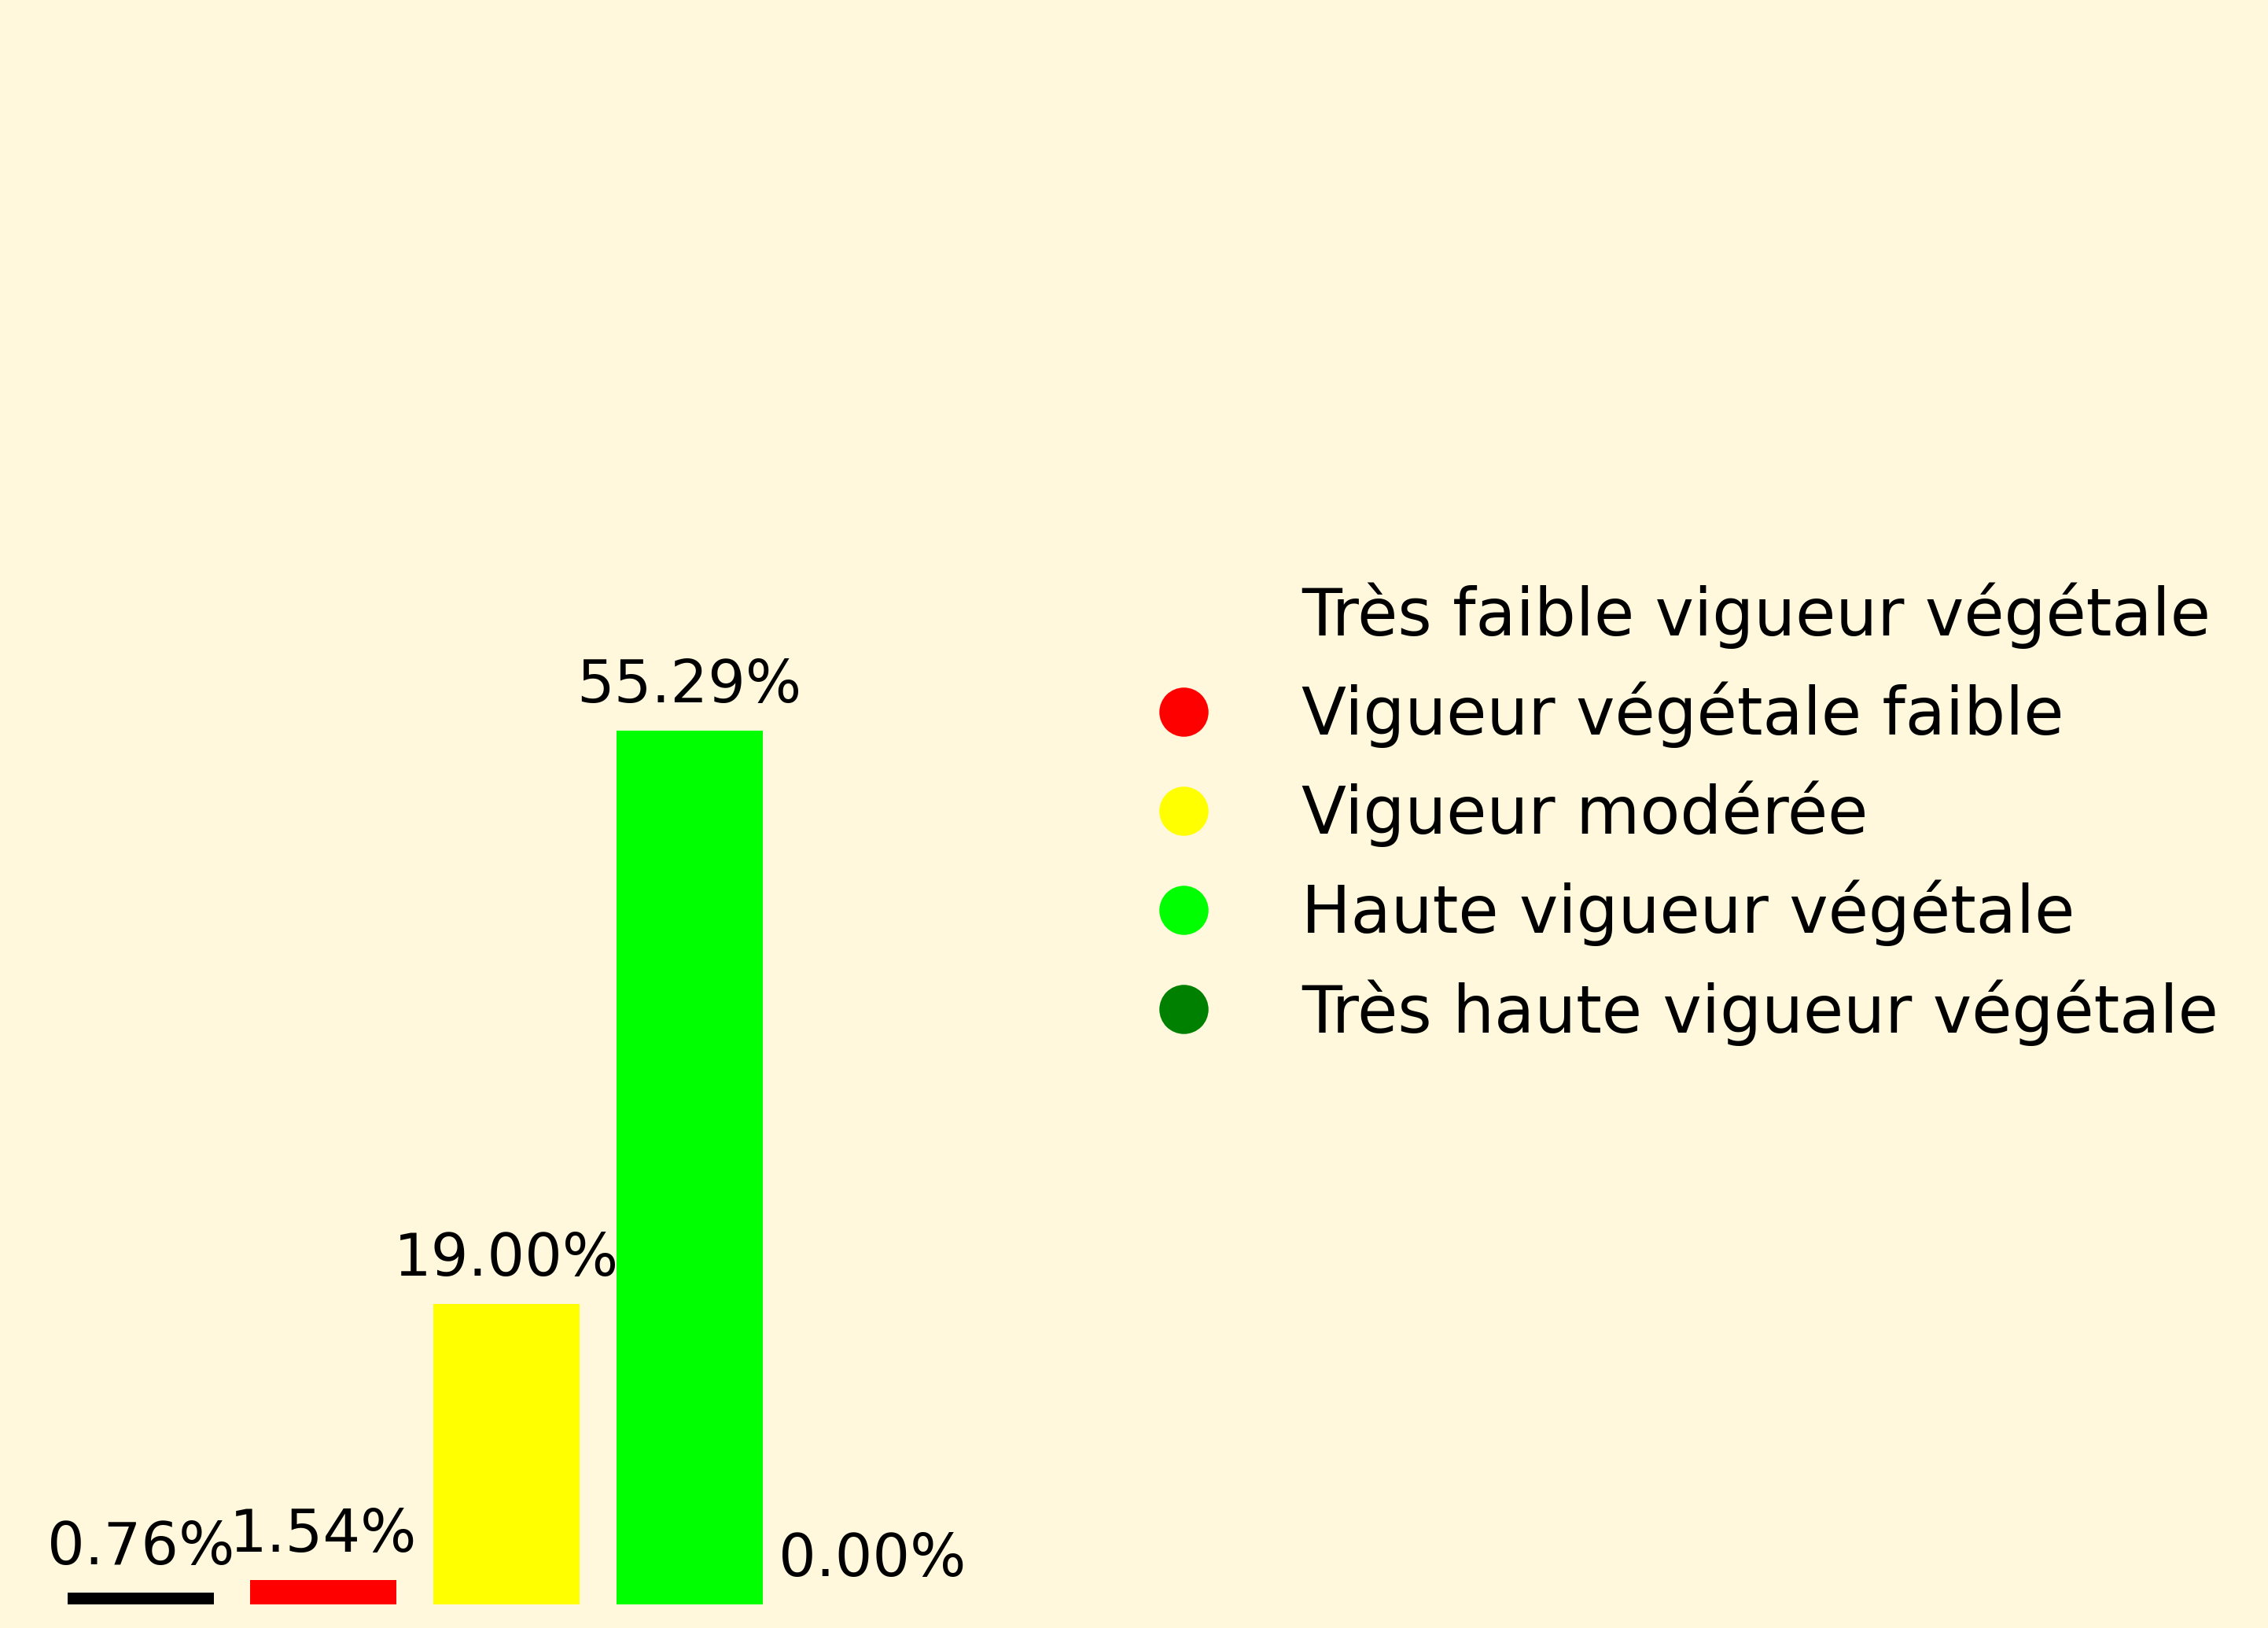 Très faible vigueur végétale
Vigueur végétale faible
55.29%
Vigueur modérée
Haute vigueur végétale
Très haute vigueur végétale
19.00%
0.76%
1.54%
0.00%